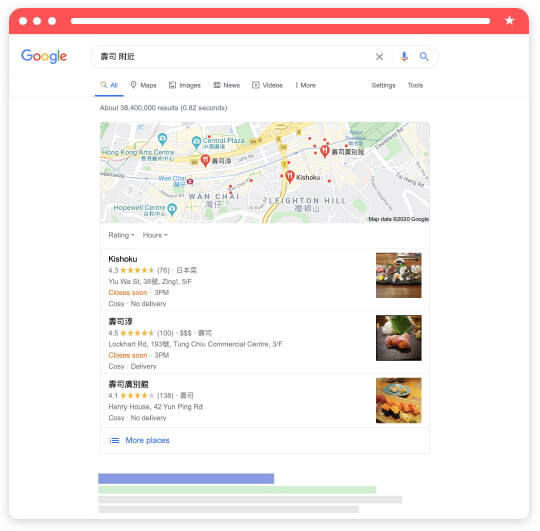 Google
壽司 附近
All
Maps
Images
News
Videos
More
Settings
Tools
About 38,400,000 results (0.82 seconds)
Central-Plaza
中環廣場
Hong Kong Arts Centre
香港藝術中心
壽司淳
壽司廣別館
Canal Rd
Wan Chai
灣仔
Kishoku
Tai Hang Rd
WAN CHAI
灣仔
LEIGHTON HILL
禮頓山
Hopewell Centre
合和中心
Map data ©2020 Google
Rating
Hours
Kishoku
4.3 ★★★★★ (76) · 日本菜
Yiu Wa St, 38號, Zing!, 5/F
Closes soon · 3PM
Cosy · No delivery
壽司淳
4.5 ★★★★★ (100) · $$$ · 壽司
Lockhart Rd, 193號, Tung Chiu Commercial Centre, 3/F
Closes soon · 3PM
Cosy · Delivery
壽司廣別館
4.1 ★★★★★ (138) · 壽司
Henry House, 42 Yun Ping Rd
Cosy · No delivery
More places